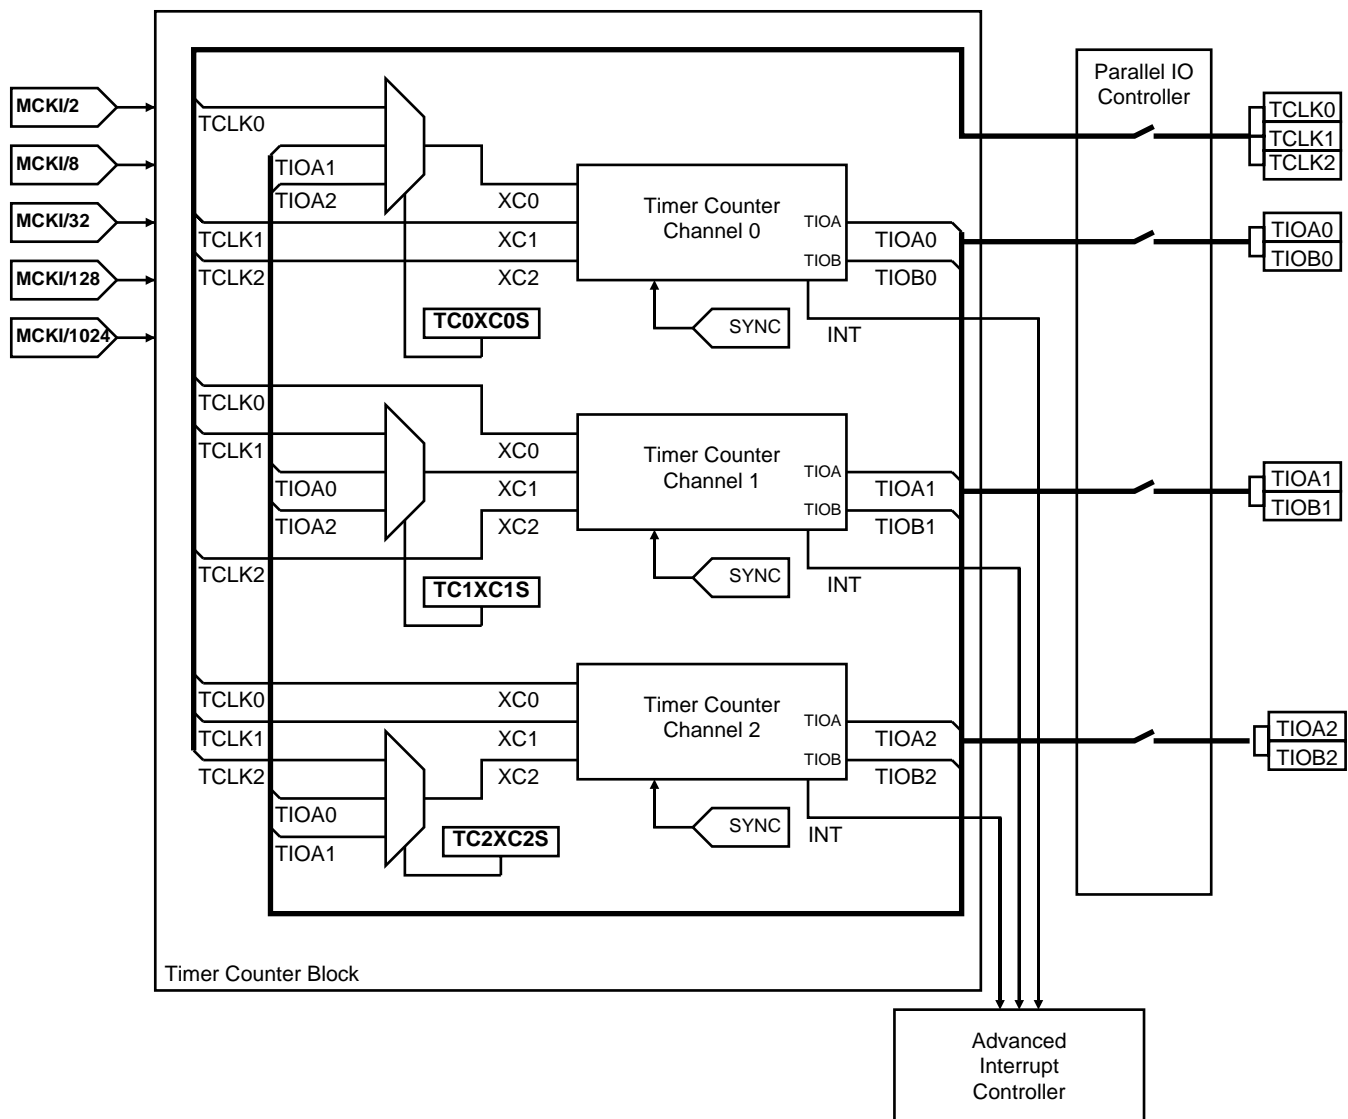 Parallel IO
Controller
MCKI/2
MCKI/8
MCKI/32
MCKI/128
MCKI/1024
TCLK0
TIOA1
TIOA2
TCLK1
TCLK2
XC0
XC1
XC2
Timer Counter
Channel 0
TIOA
TIOB
TIOA0
TIOB0
TC0XC0S
SYNC
INT
TCLK0
TCLK1
TIOA0
TIOA2
TCLK2
XC0
XC1
XC2
Timer Counter
Channel 1
TIOA
TIOB
TIOA1
TIOB1
TC1XC1S
SYNC
INT
TCLK0
TCLK1
TCLK2
TIOA0
TIOA1
XC0
XC1
XC2
Timer Counter
Channel 2
TIOA
TIOB
TIOA2
TIOB2
TC2XC2S
SYNC
INT
TCLK0
TCLK1
TCLK2
TIOA0
TIOB0
TIOA1
TIOB1
TIOA2
TIOB2
Timer Counter Block
Advanced
Interrupt
Controller